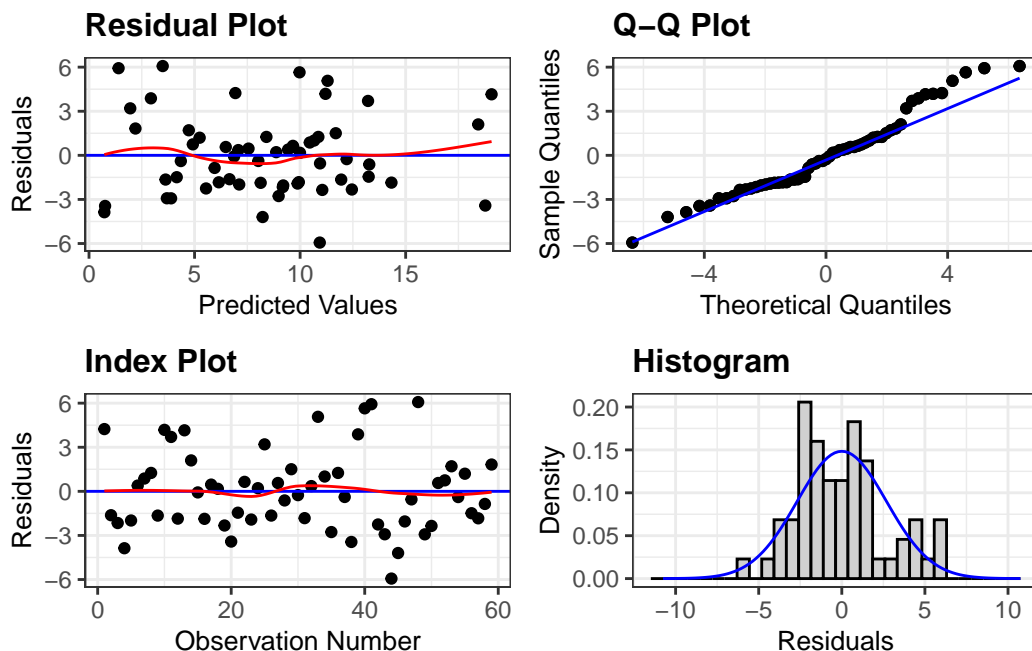 Residual Plot
Residuals
6
3
0
−3
−6
0 5 10 15
Predicted Values
Q−Q Plot
Sample Quantiles
6
3
0
−3
−6
−4 0 4
Theoretical Quantiles
Index Plot
Residuals
6
3
0
−3
−6
0 20 40 60
Observation Number
Histogram
Density
0.20
0.15
0.10
0.05
0.00
−10 −5 0 5 10
Residuals